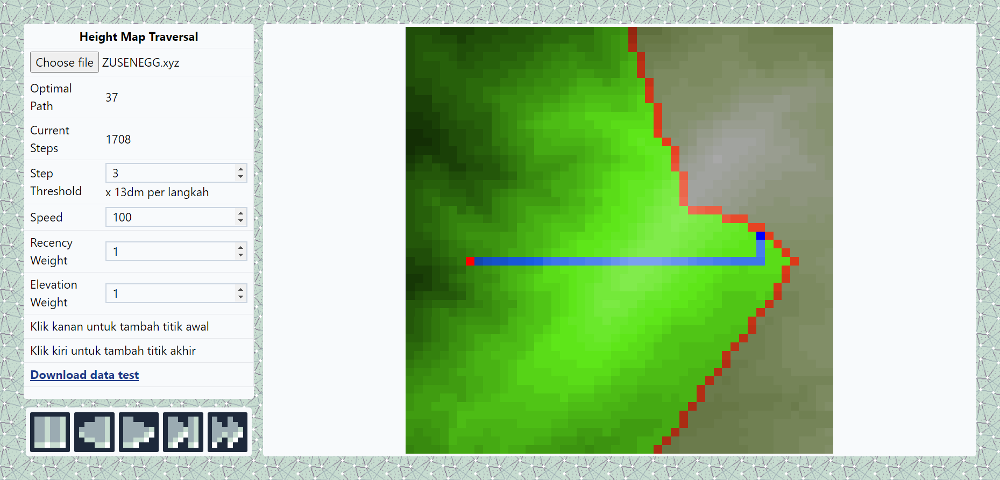 Height Map Traversal
Choose file ZUSENEGG.xyz
Optimal
Path
37
Current
Steps
1708
Step
Threshold
3
x 13dm per langkah
Speed
100
Recency
Weight
1
Elevation
Weight
1
Klik kanan untuk tambah titik awal
Klik kiri untuk tambah titik akhir
Download data test